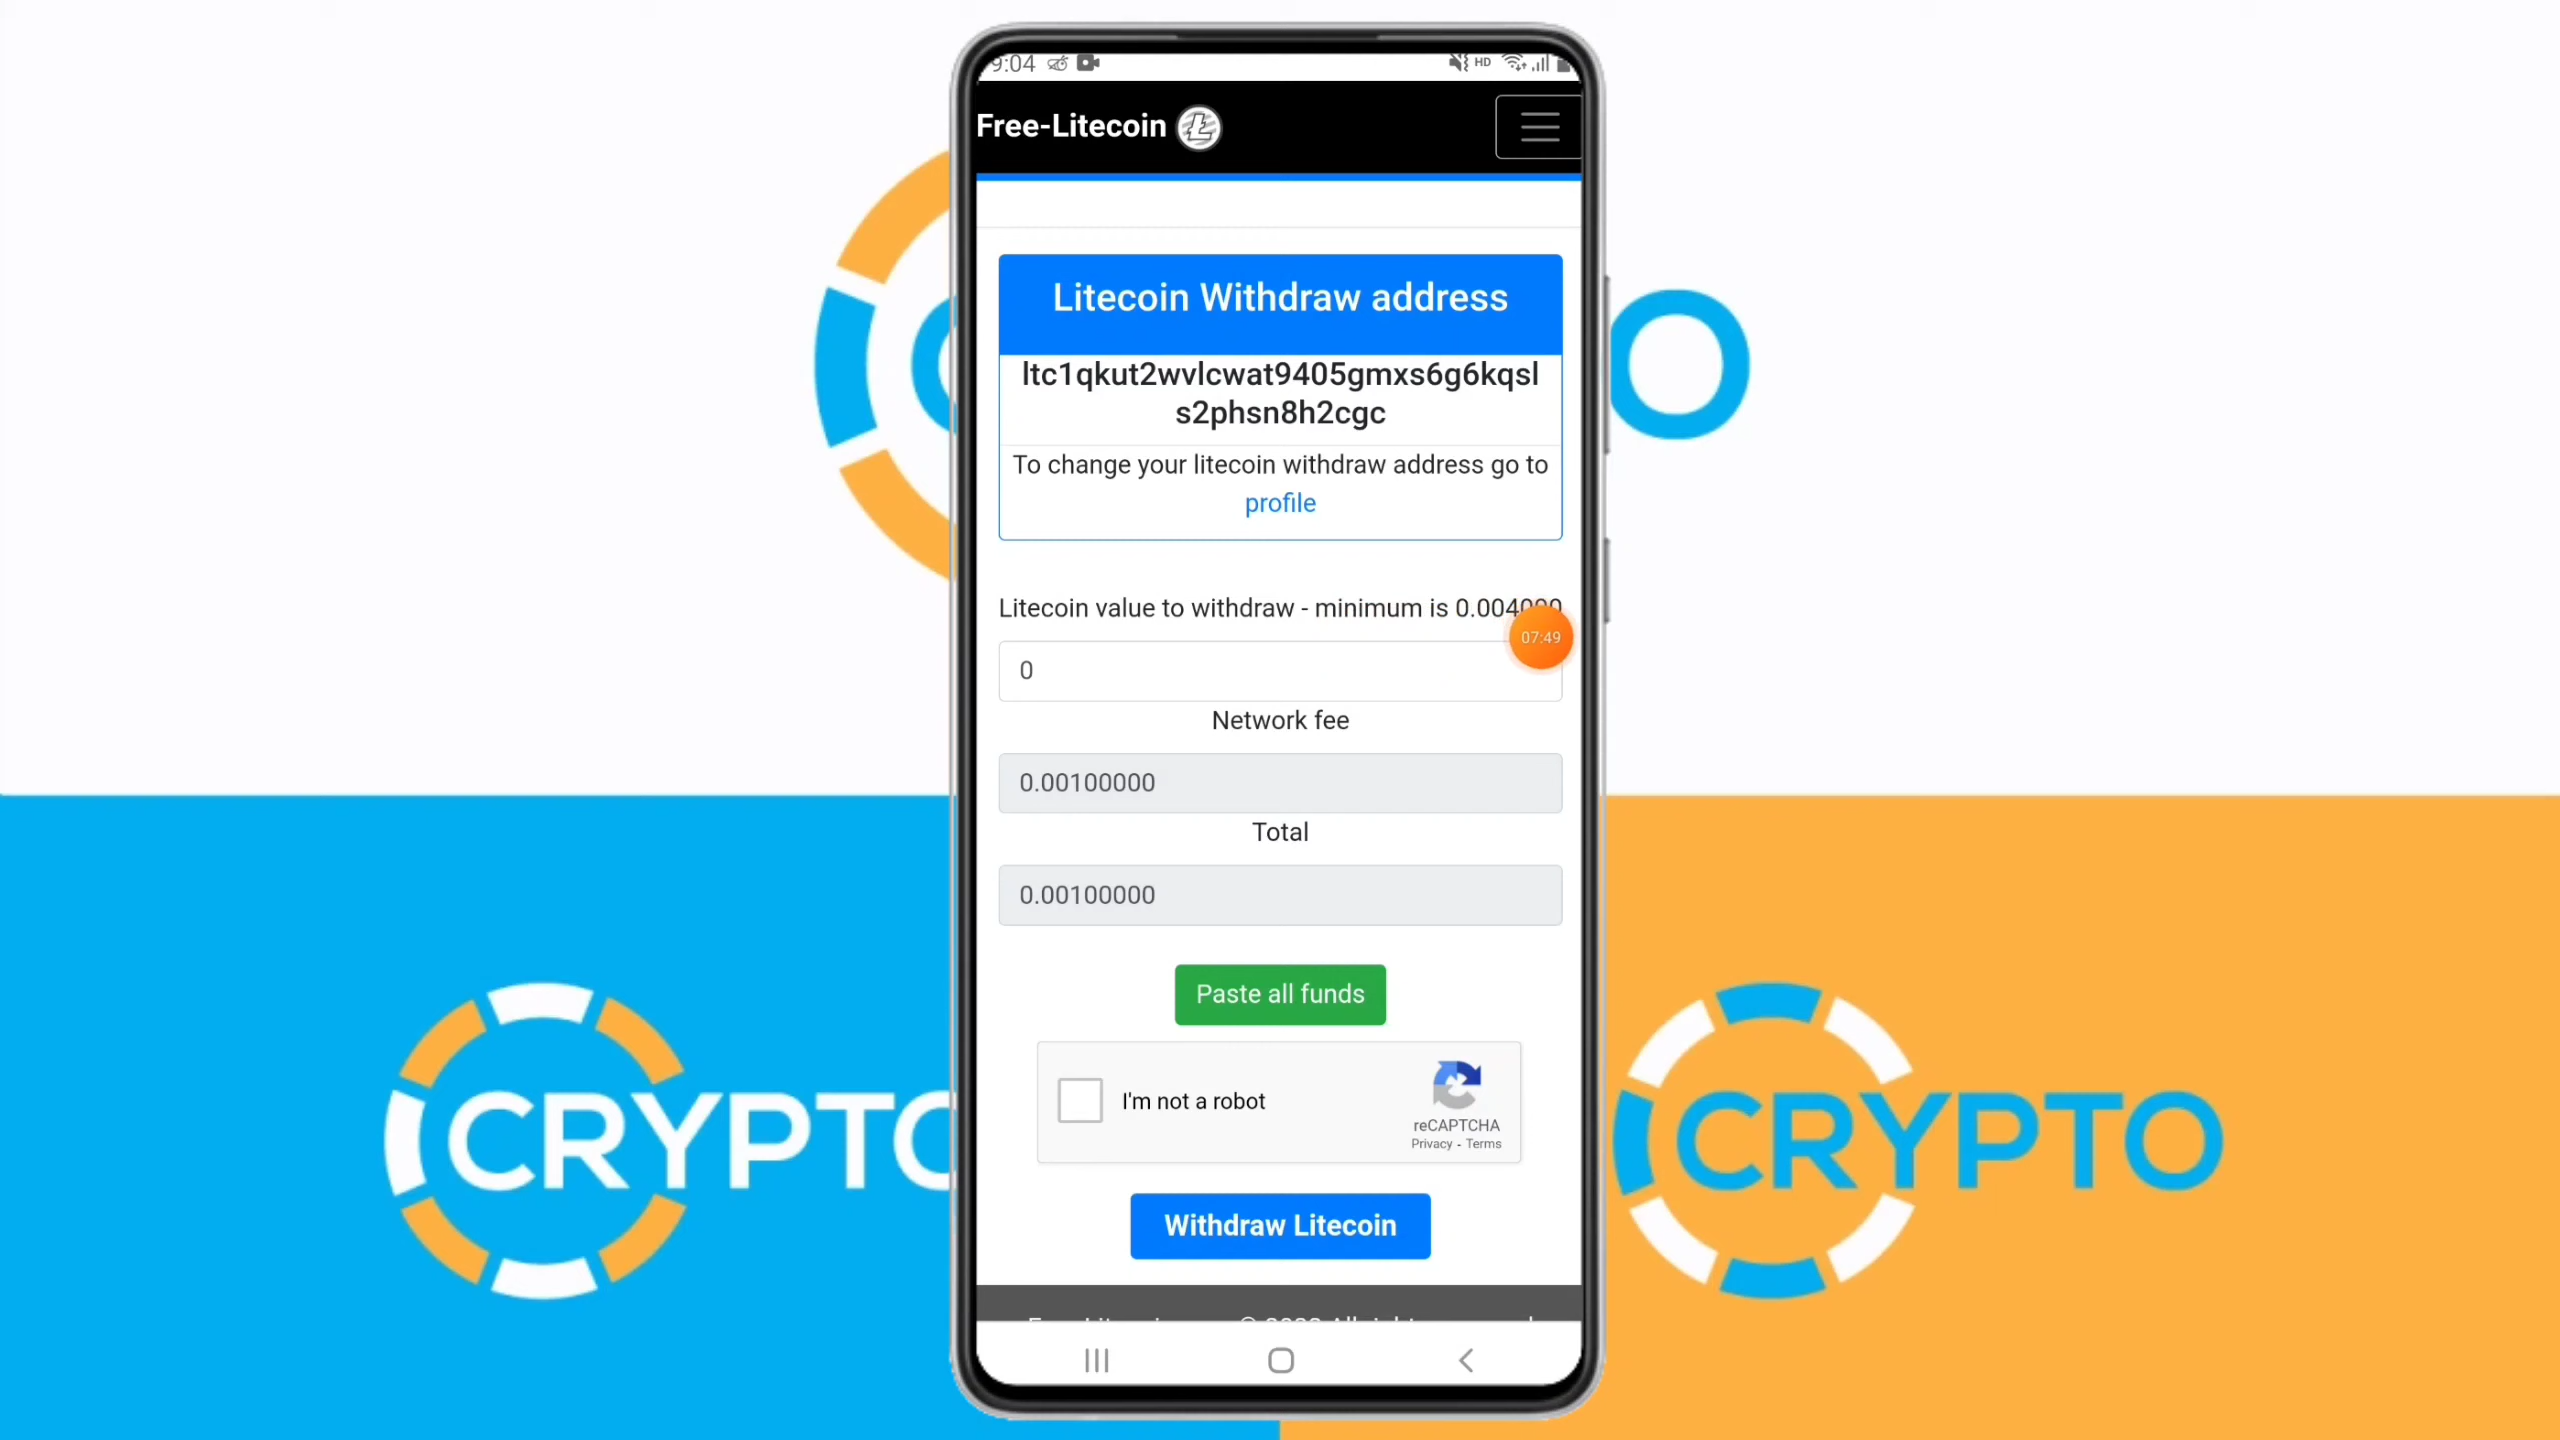 9:04
HD
Free-Litecoin
Litecoin Withdraw address
ltc1qkut2wvlcwat9405gmxs6g6kqsl
s2phsn8h2cgc
To change your litecoin withdraw address go to
profile
Litecoin value to withdraw - minimum is 0.004000
07:49
0
Network fee
0.00100000
Total
0.00100000
Paste all funds
I'm not a robot
reCAPTCHA
Privacy - Terms
Withdraw Litecoin
CRYPTO
CRYPTO